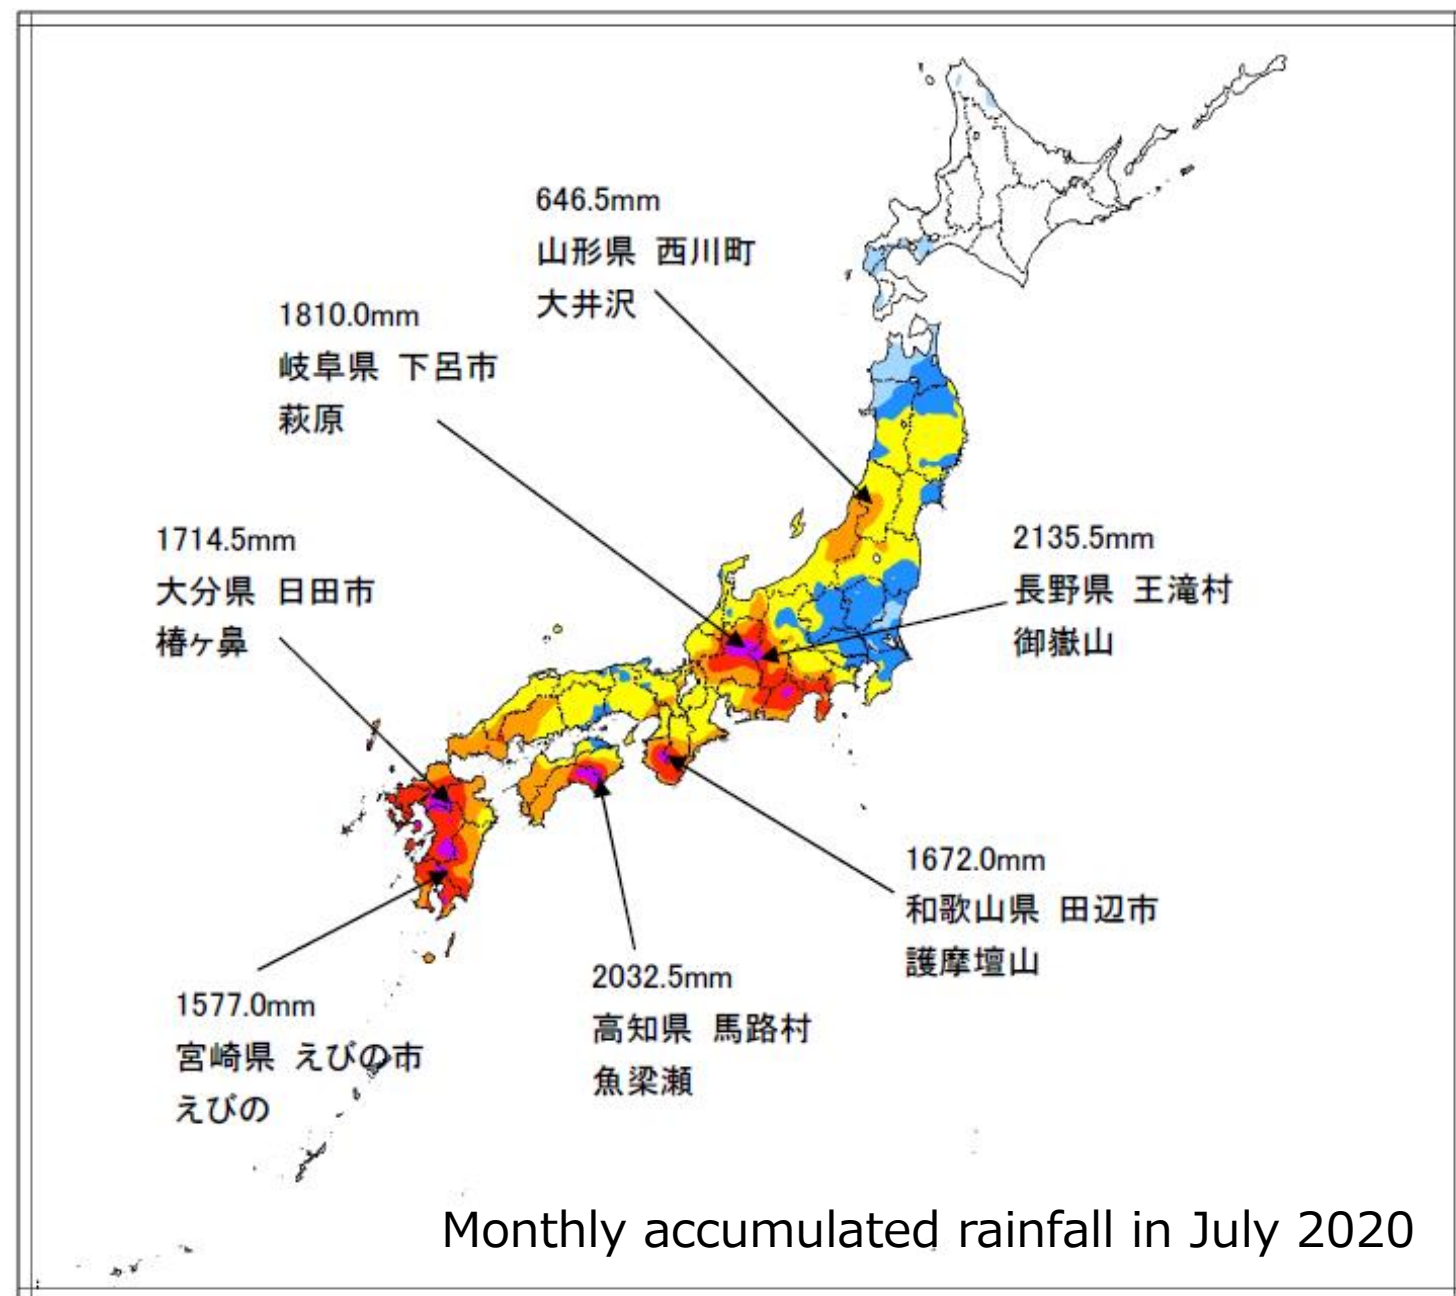 646.5mm
山形県 西川町
大井沢
1810.0mm
岐阜県 下呂市
萩原
1714.5mm
大分県 日田市
椿ヶ鼻
2135.5mm
長野県 王滝村
御嶽山
1672.0mm
和歌山県 田辺市
護摩壇山
2032.5mm
高知県 馬路村
魚梁瀬
1577.0mm
宮崎県 えびの市
えびの
Monthly accumulated rainfall in July 2020